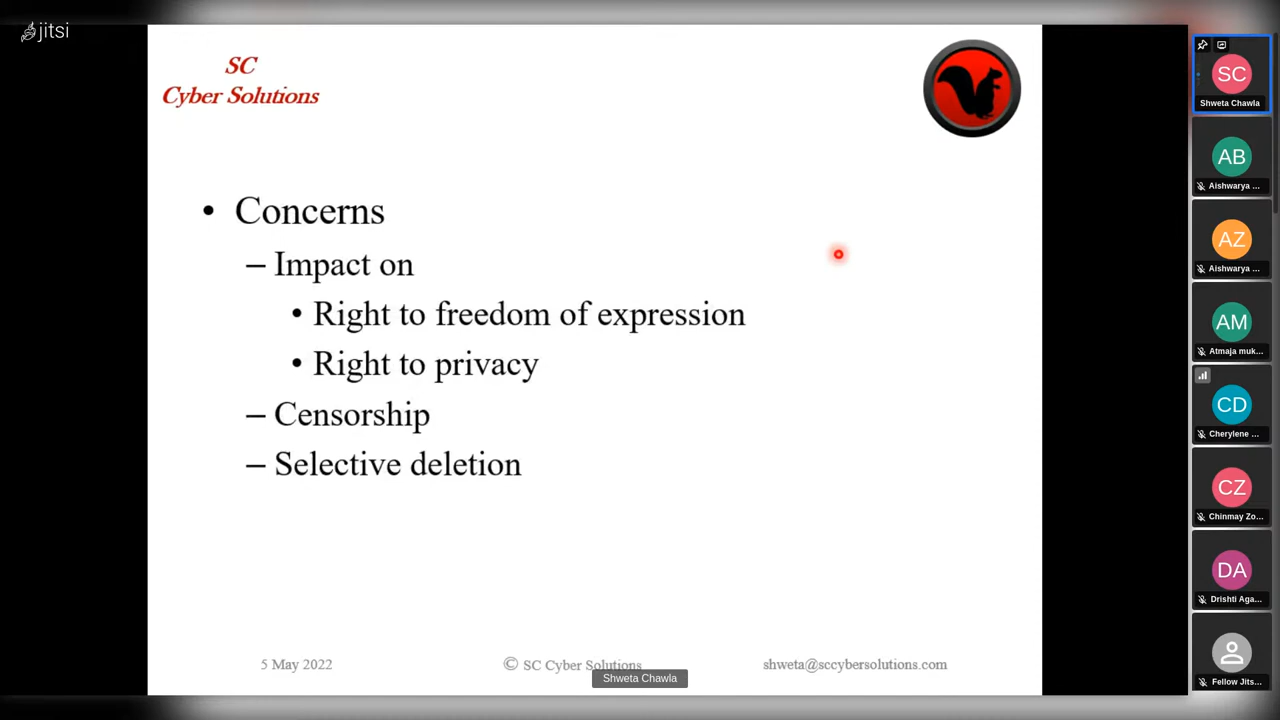 jitsi
SC
Cyber Solutions
• Concerns
– Impact on
• Right to freedom of expression
• Right to privacy
– Censorship
– Selective deletion
5 May 2022
© SC Cyber Solutions
shweta@sccybersolutions.com
Shweta Chawla
SC
Shweta Chawla
AB
Aishwarya ...
AZ
Aishwarya ...
AM
Atmaja muk...
CD
Cherylene ...
CZ
Chinmay Zo...
DA
Drishti Aga...
Fellow Jits...